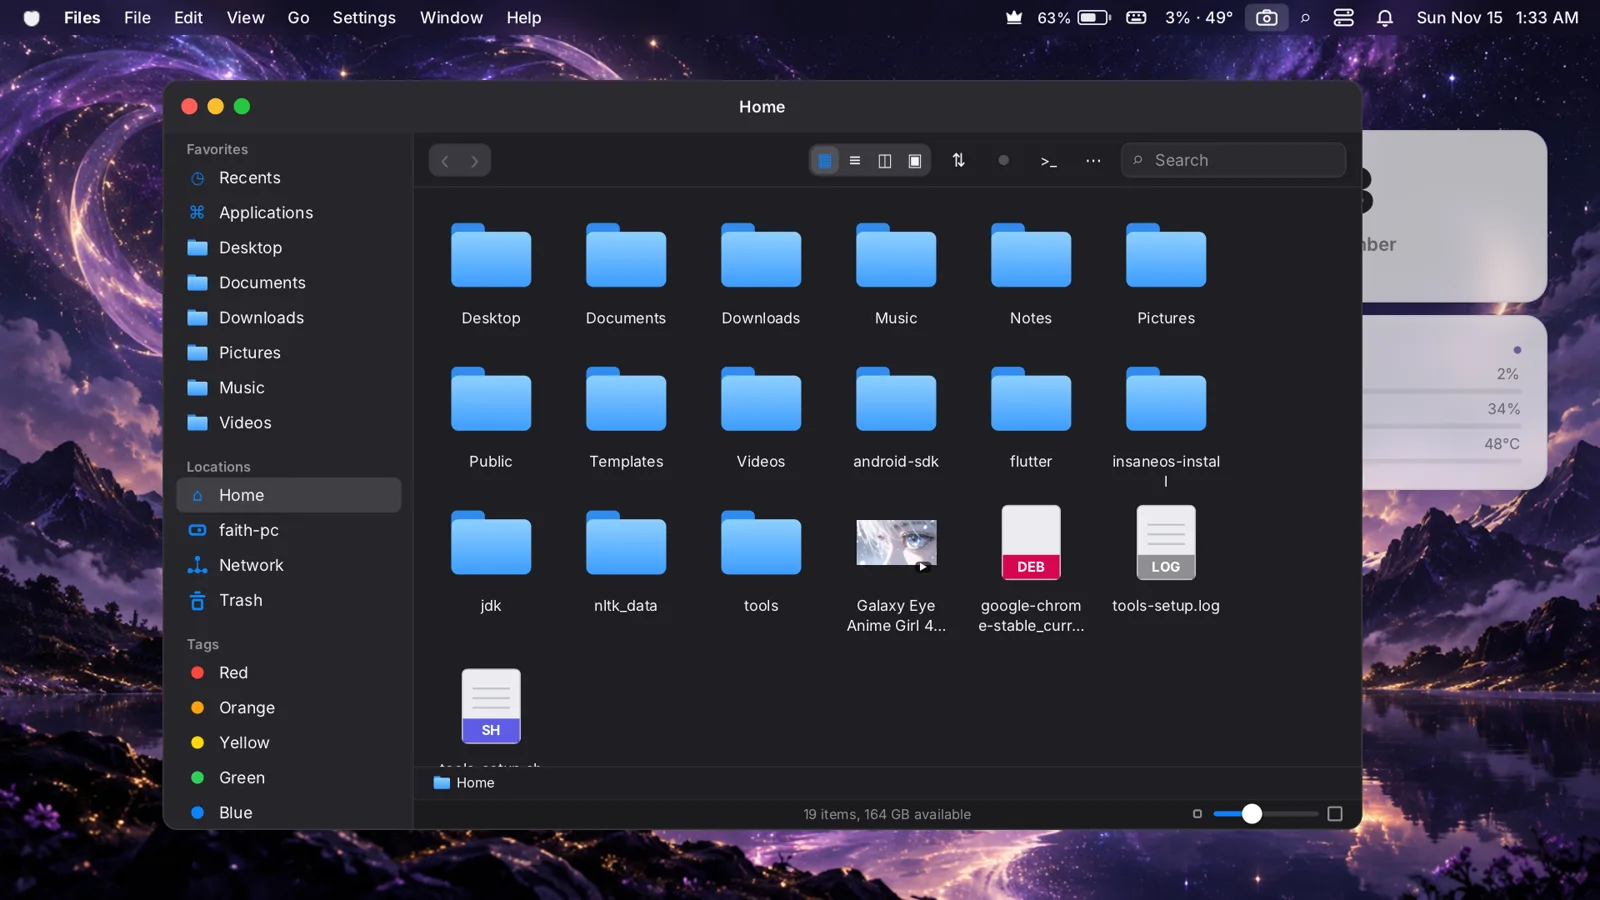 Files File Edit View Go Settings Window Help 63% 3% · 49° Sun Nov 15 1:33 AM
Home
Favorites
Recents
Applications
Desktop
Documents
Downloads
Pictures
Music
Videos
Locations
Home
faith-pc
Network
Trash
Tags
Red
Orange
Yellow
Green
Blue
>_ ··· Search
Desktop Documents Downloads Music Notes Pictures
Public Templates Videos android-sdk flutter insaneos-instal
l
DEB LOG
jdk nltk_data tools Galaxy Eye google-chrom tools-setup.log
Anime Girl 4... e-stable_curr...
SH
Home
19 items, 164 GB available
2%
34%
48°C